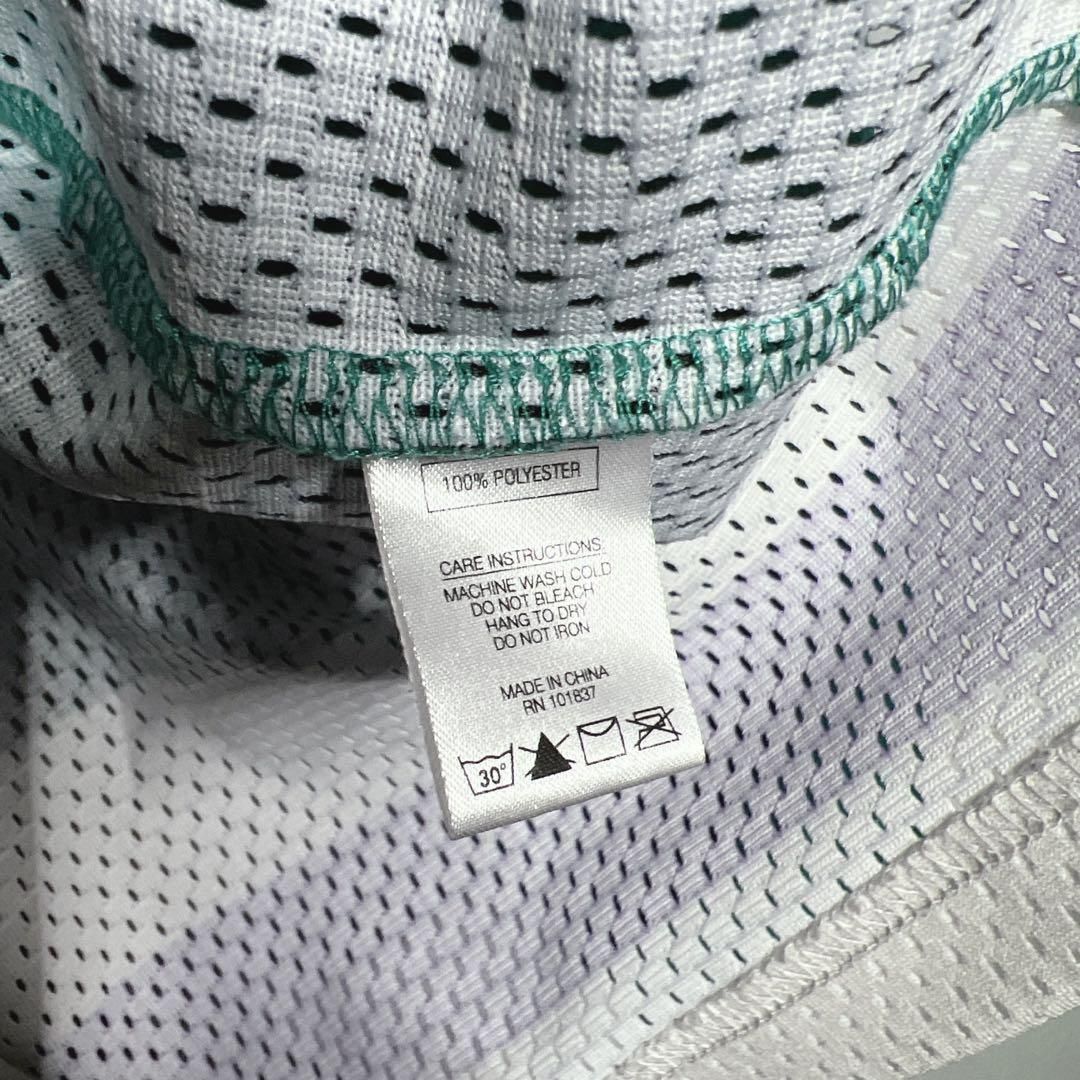 100% POLYESTER
CARE INSTRUCTIONS:
MACHINE WASH COLD
DO NOT BLEACH
HANG TO DRY
DO NOT IRON
MADE IN CHINA
RN 101837
30°